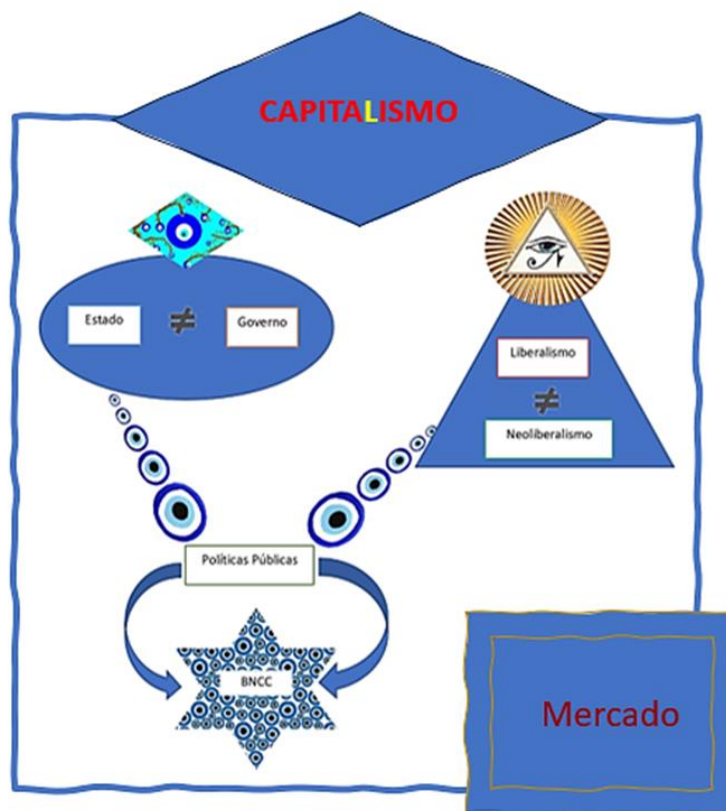 CAPITALISMO
Estado
≠
Governo
Liberalismo
≠
Neoliberalismo
Políticas Públicas
BNCC
Mercado